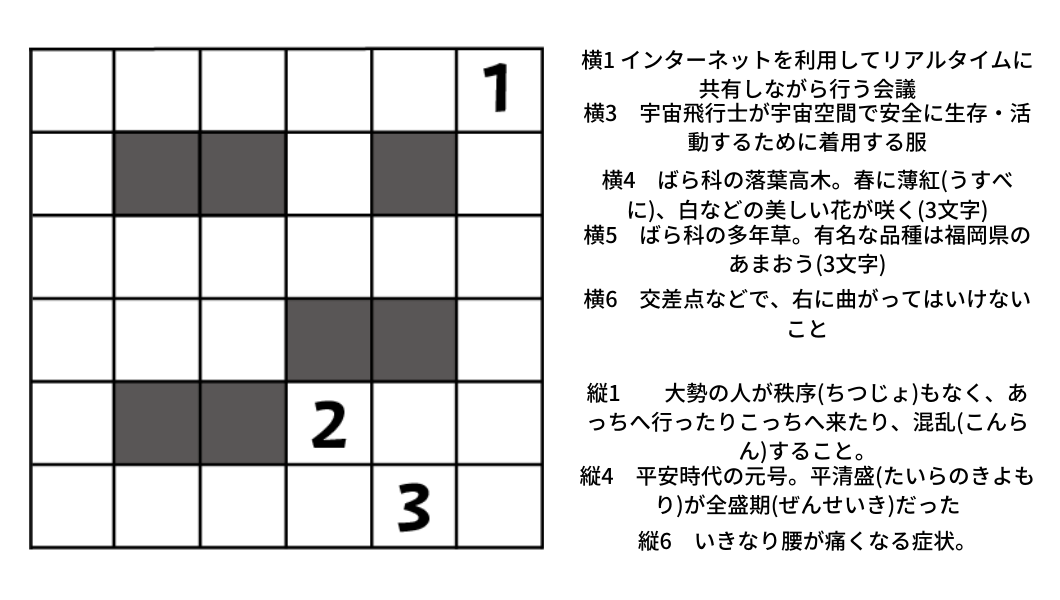 1
2
3
横1 インターネットを利用してリアルタイムに
共有しながら行う会議
横3　宇宙飛行士が宇宙空間で安全に生存・活
動するために着用する服
横4　ばら科の落葉高木。春に薄紅(うすべ
に)、白などの美しい花が咲く(3文字)
横5　ばら科の多年草。有名な品種は福岡県の
あまおう(3文字)
横6　交差点などで、右に曲がってはいけない
こと
縦1　　大勢の人が秩序(ちつじょ)もなく、あ
っちへ行ったりこっちへ来たり、混乱(こんら
ん)すること。
縦4　平安時代の元号。平清盛(たいらのきよも
り)が全盛期(ぜんせいき)だった
縦6　いきなり腰が痛くなる症状。